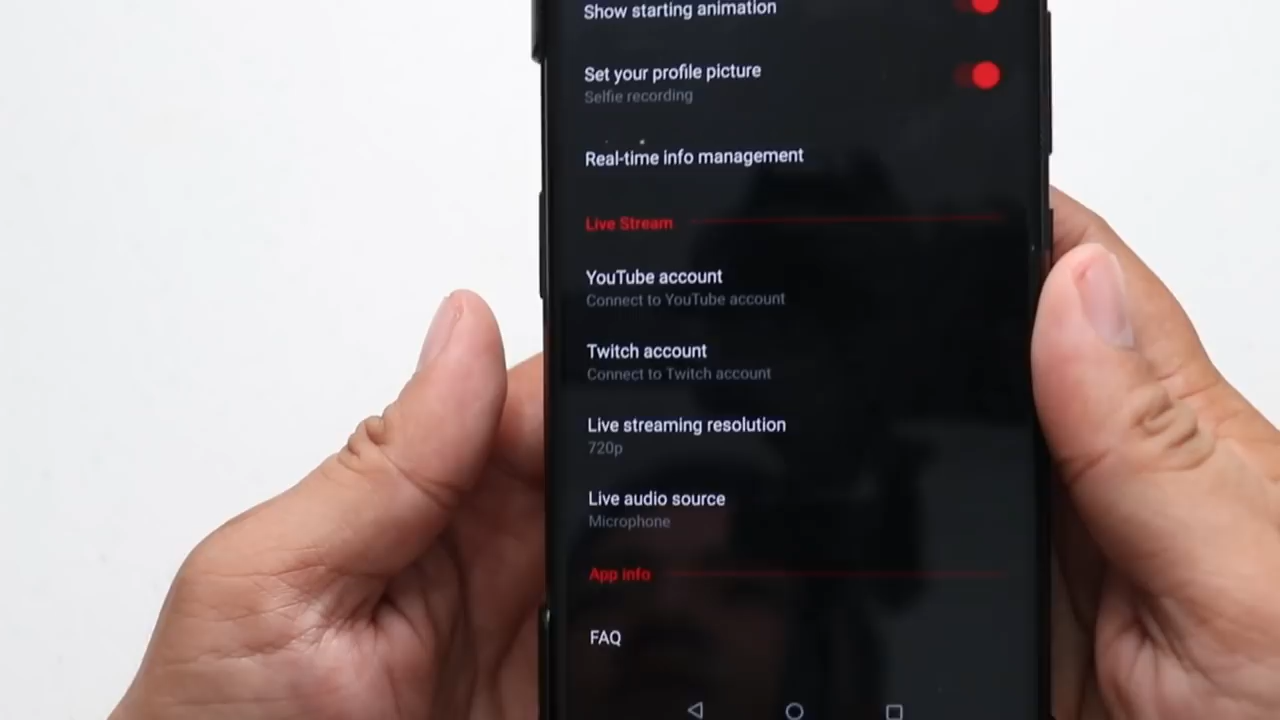 Show starting animation
Set your profile picture
Selfie recording
Real-time info management
Live Stream
YouTube account
Connect to YouTube account
Twitch account
Connect to Twitch account
Live streaming resolution
720p
Live audio source
Microphone
App info
FAQ